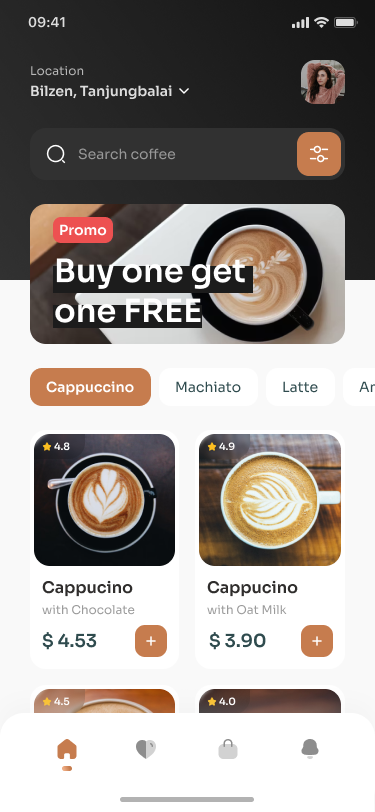 09:41
Location
Bilzen, Tanjungbalai
Search coffee
Promo
Buy one get
one FREE
Cappuccino Machiato Latte
4.8 4.9
Cappucino Cappucino
with Chocolate with Oat Milk
$ 4.53 + $ 3.90 +
4.5 4.0